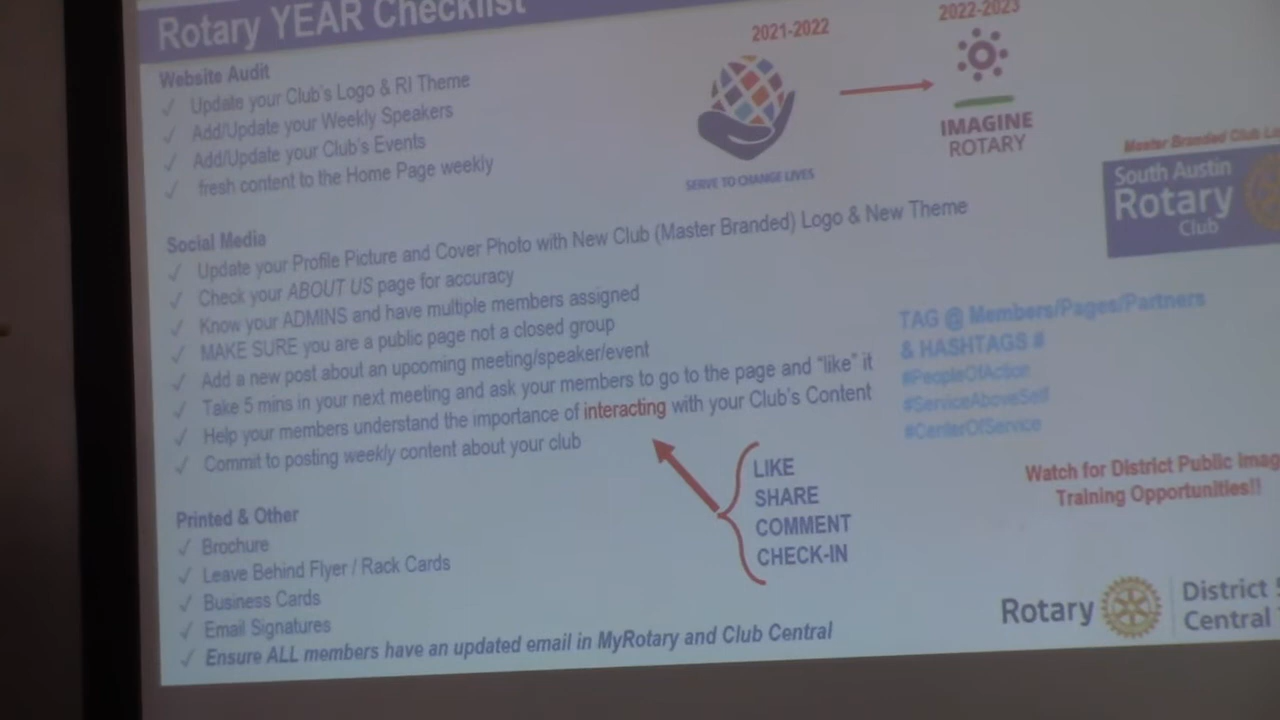 Rotary YEAR Checklist
2021-2022
2022-2023
Website Audit
✓ Update your Club's Logo & RI Theme
✓ Add/Update your Weekly Speakers
✓ Add/Update your Club's Events
✓ fresh content to the Home Page weekly
SERVE TO CHANGE LIVES
IMAGINE
ROTARY
Master Branded Club
South Austin
Rotary
Club
Social Media
✓ Update your Profile Picture and Cover Photo with New Club (Master Branded) Logo & New Theme
✓ Check your ABOUT US page for accuracy
✓ Know your ADMINS and have multiple members assigned
✓ MAKE SURE you are a public page not a closed group
✓ Add a new post about an upcoming meeting/speaker/event
✓ Take 5 mins in your next meeting and ask your members to go to the page and "like" it
✓ Help your members understand the importance of interacting with your Club's Content
✓ Commit to posting weekly content about your club
LIKE
SHARE
COMMENT
CHECK-IN
TAG @ Members/Pages/Partners
& HASHTAGS #
#PeopleOfAction
#ServiceAboveSelf
#CenterOfService
Watch for District Public Imag
Training Opportunities!!
Printed & Other
✓ Brochure
✓ Leave Behind Flyer / Rack Cards
✓ Business Cards
✓ Email Signatures
✓ Ensure ALL members have an updated email in MyRotary and Club Central
Rotary
District
Central